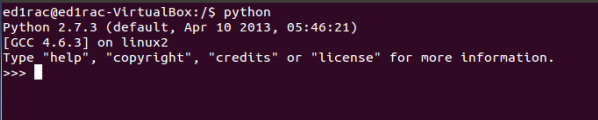 ed1rac@ed1rac-VirtualBox:/$ python
Python 2.7.3 (default, Apr 10 2013, 05:46:21)
[GCC 4.6.3] on linux2
Type "help", "copyright", "credits" or "license" for more information.
>>>